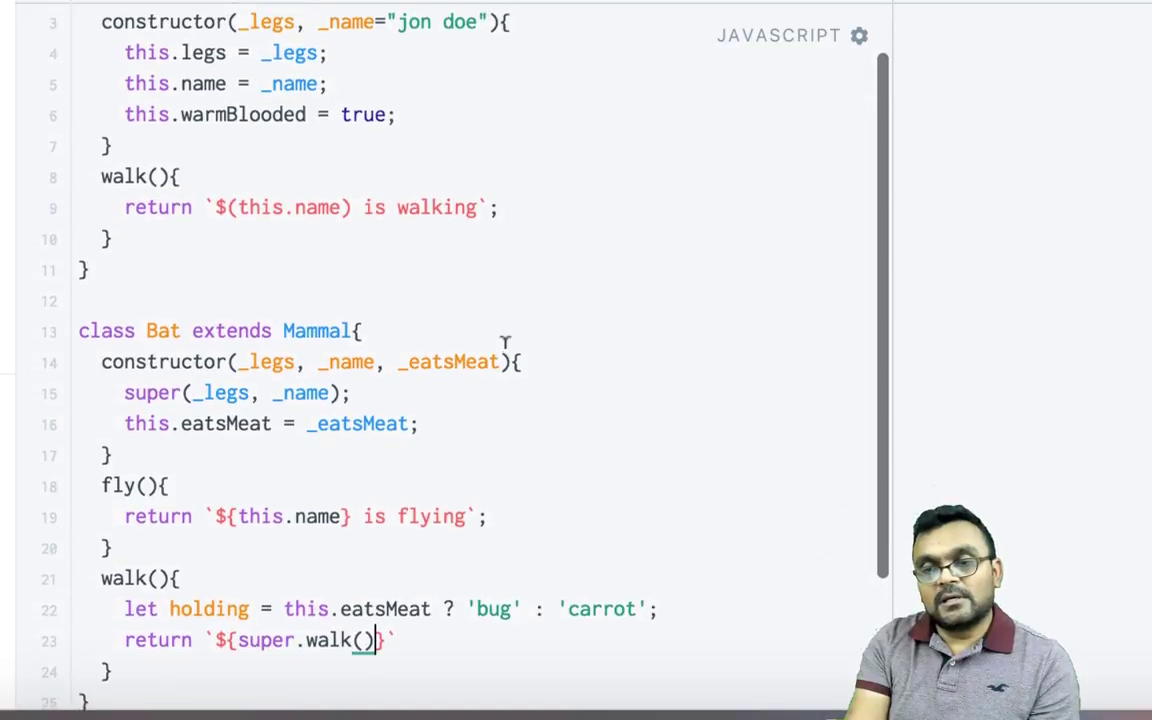 JAVASCRIPT
3 constructor(_legs, _name="jon doe"){
4 this.legs = _legs;
5 this.name = _name;
6 this.warmBlooded = true;
7 }
8 walk(){
9 return `$(this.name) is walking`;
10 }
11 }
12
13 class Bat extends Mammal{
14 constructor(_legs, _name, _eatsMeat){
15 super(_legs, _name);
16 this.eatsMeat = _eatsMeat;
17 }
18 fly(){
19 return `${this.name} is flying`;
20 }
21 walk(){
22 let holding = this.eatsMeat ? 'bug' : 'carrot';
23 return `${super.walk()}`
24 }
25 }